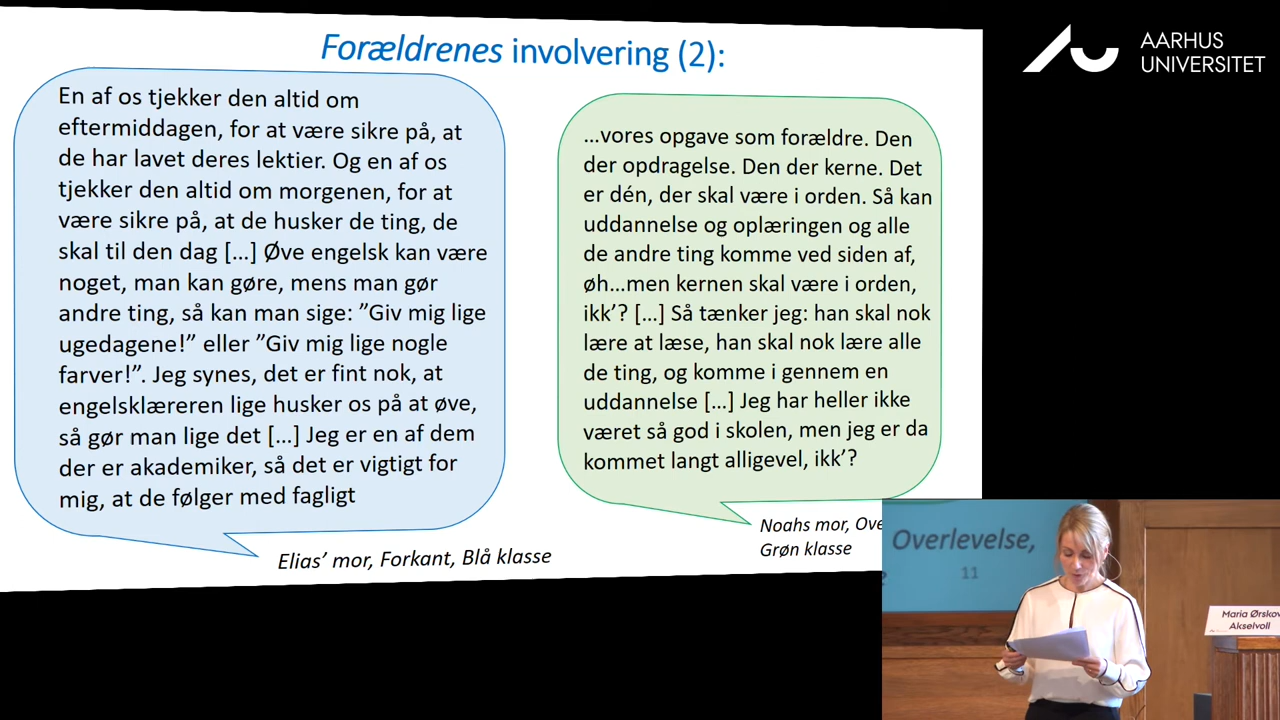 Forældrenes involvering (2):
En af os tjekker den altid om
eftermiddagen, for at være sikre på, at
de har lavet deres lektier. Og en af os
tjekker den altid om morgenen, for at
være sikre på, at de husker de ting, de
skal til den dag [...] Øve engelsk kan være
noget, man kan gøre, mens man gør
andre ting, så kan man sige: ”Giv mig lige
ugedagene!” eller ”Giv mig lige nogle
farver!”. Jeg synes, det er fint nok, at
engelsklæreren lige husker os på at øve,
så gør man lige det [...] Jeg er en af dem
der er akademiker, så det er vigtigt for
mig, at de følger med fagligt
Elias’ mor, Forkant, Blå klasse
...vores opgave som forældre. Den
der opdragelse. Den der kerne. Det
er dén, der skal være i orden. Så kan
uddannelse og oplæringen og alle
de andre ting komme ved siden af,
øh...men kernen skal være i orden,
ikk’? [...] Så tænker jeg: han skal nok
lære at læse, han skal nok lære alle
de ting, og komme i gennem en
uddannelse [...] Jeg har heller ikke
været så god i skolen, men jeg er da
kommet langt alligevel, ikk’?
Noahs mor, Ove
Grøn klasse
AARHUS
UNIVERSITET
Overlevelse,
11
Maria Ørskov
Akselvoll